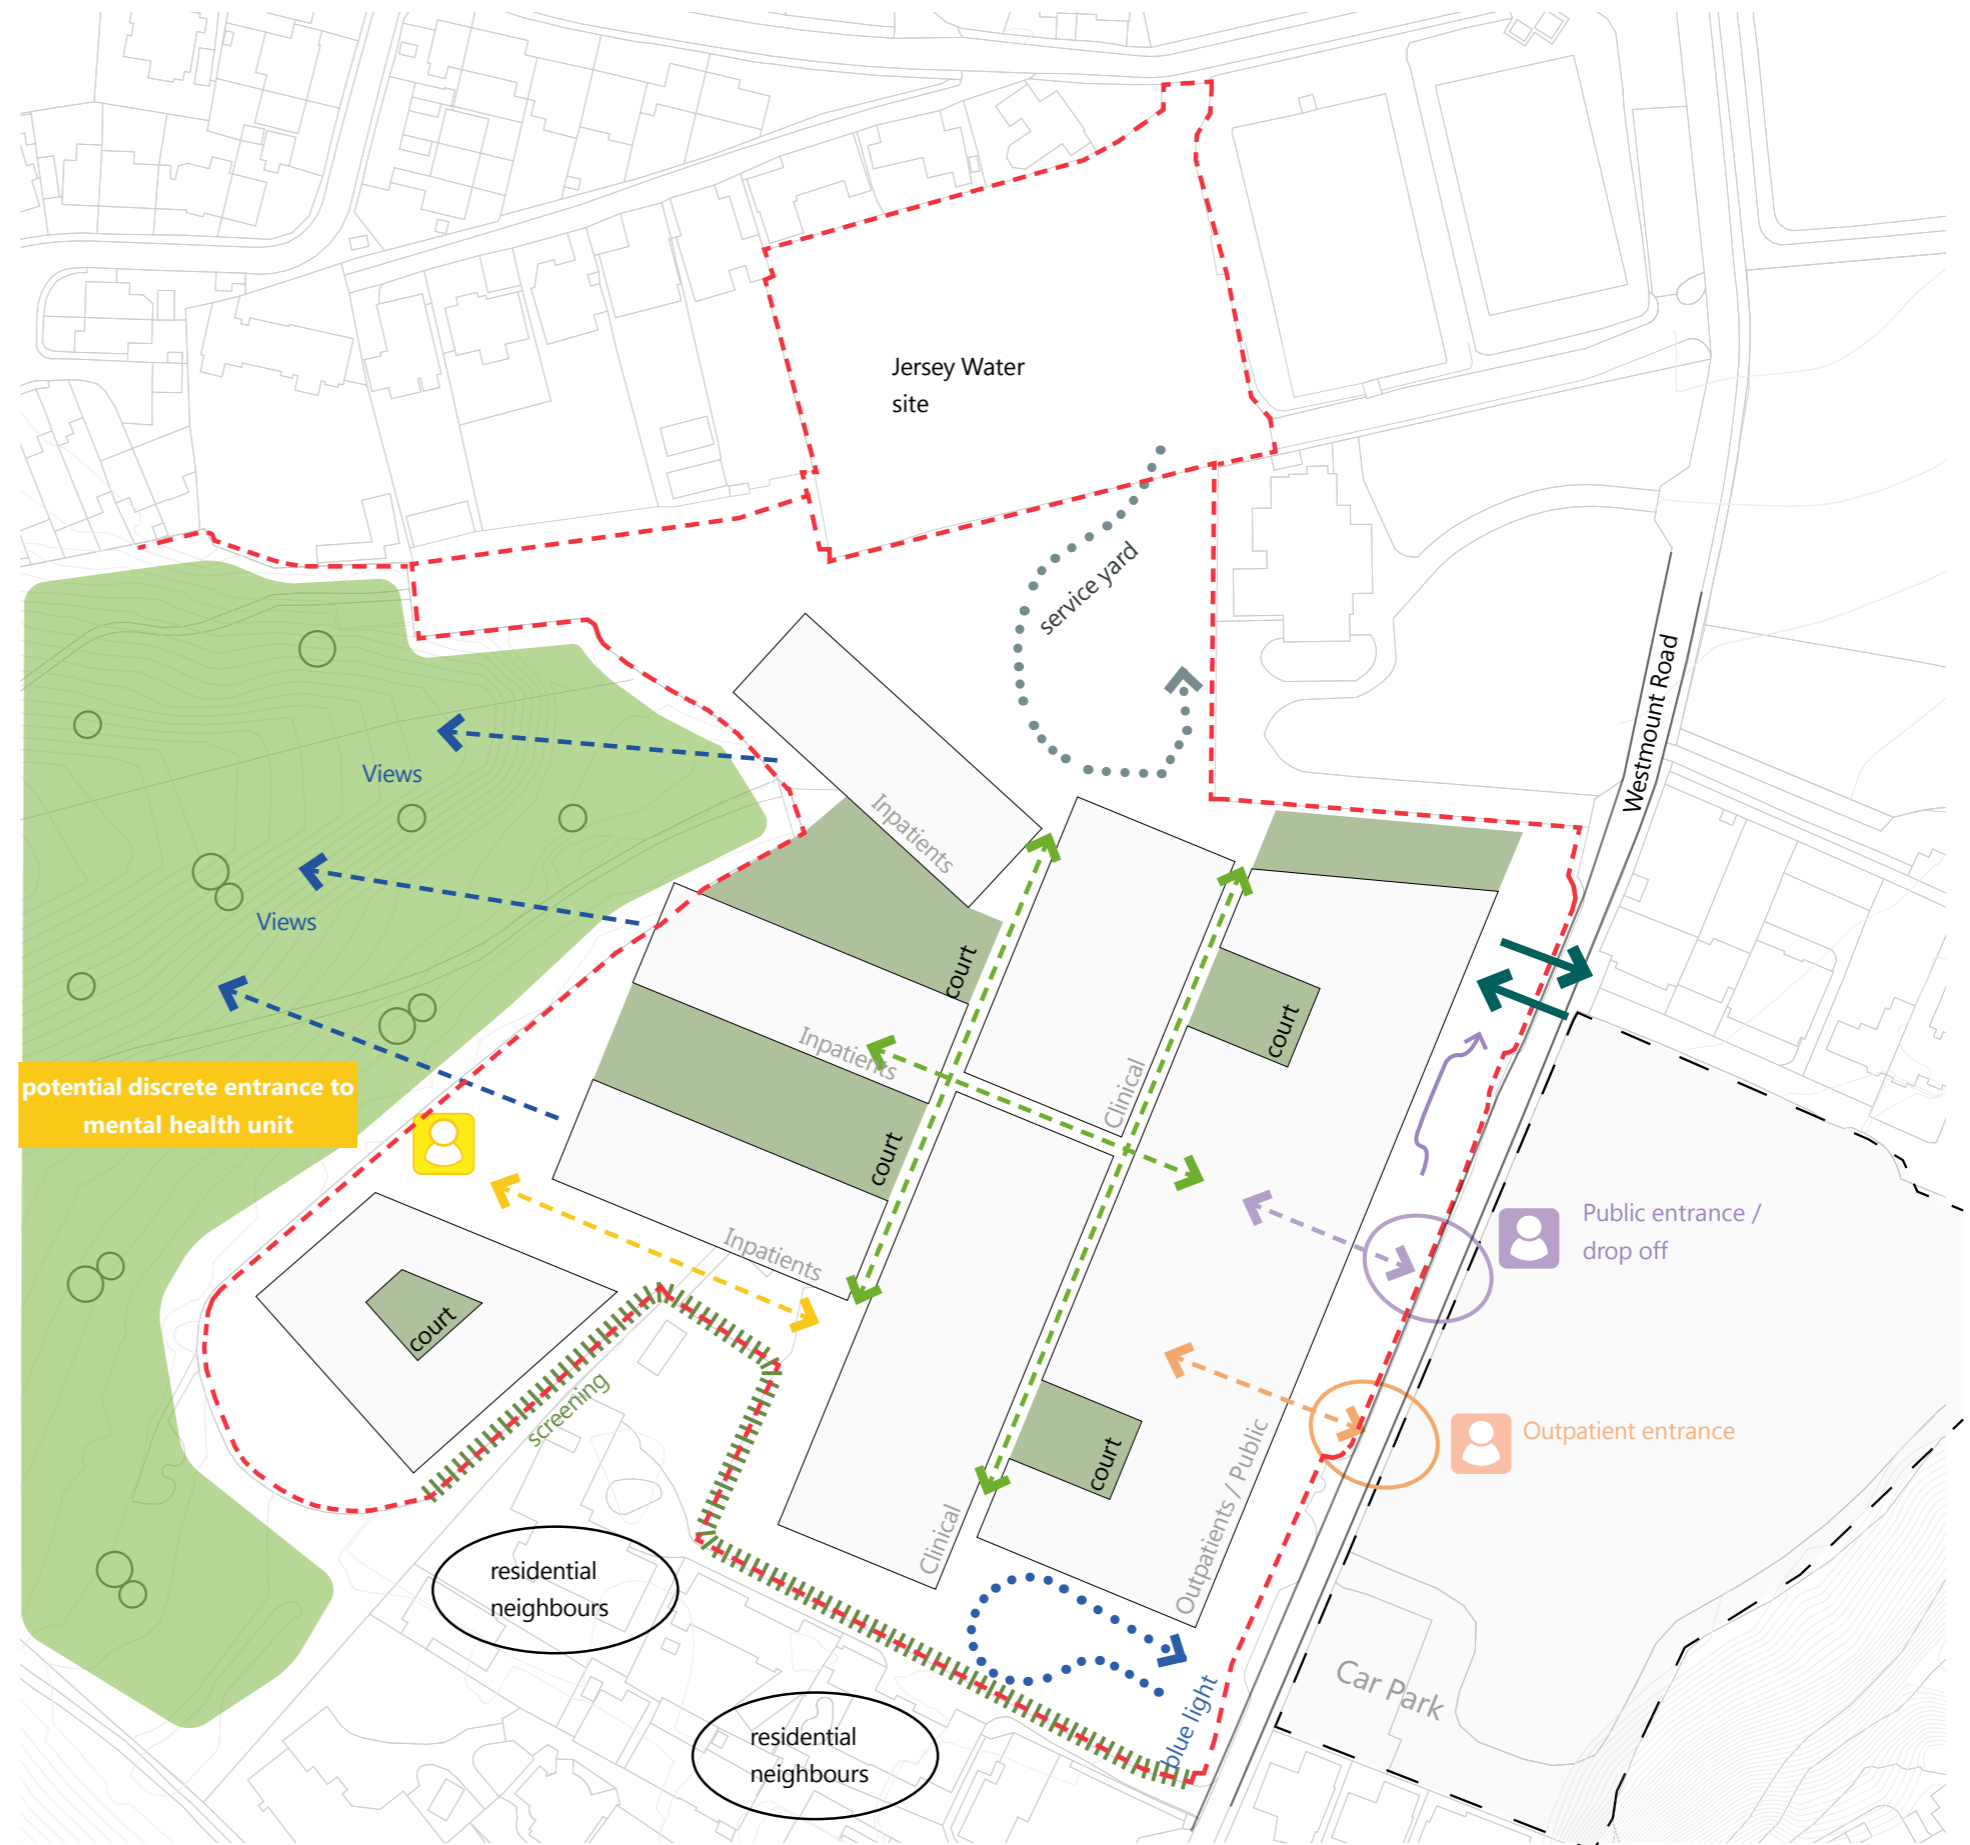 Jersey Water
site
service yard
Westmount Road
Views
Views
Inpatients
court
court
Inpatients
Clinical
potential discrete entrance to
mental health unit
court
Inpatients
Public entrance /
drop off
court
screening
court
Outpatients / Public
Outpatient entrance
Clinical
residential
neighbours
Car Park
blue light
residential
neighbours